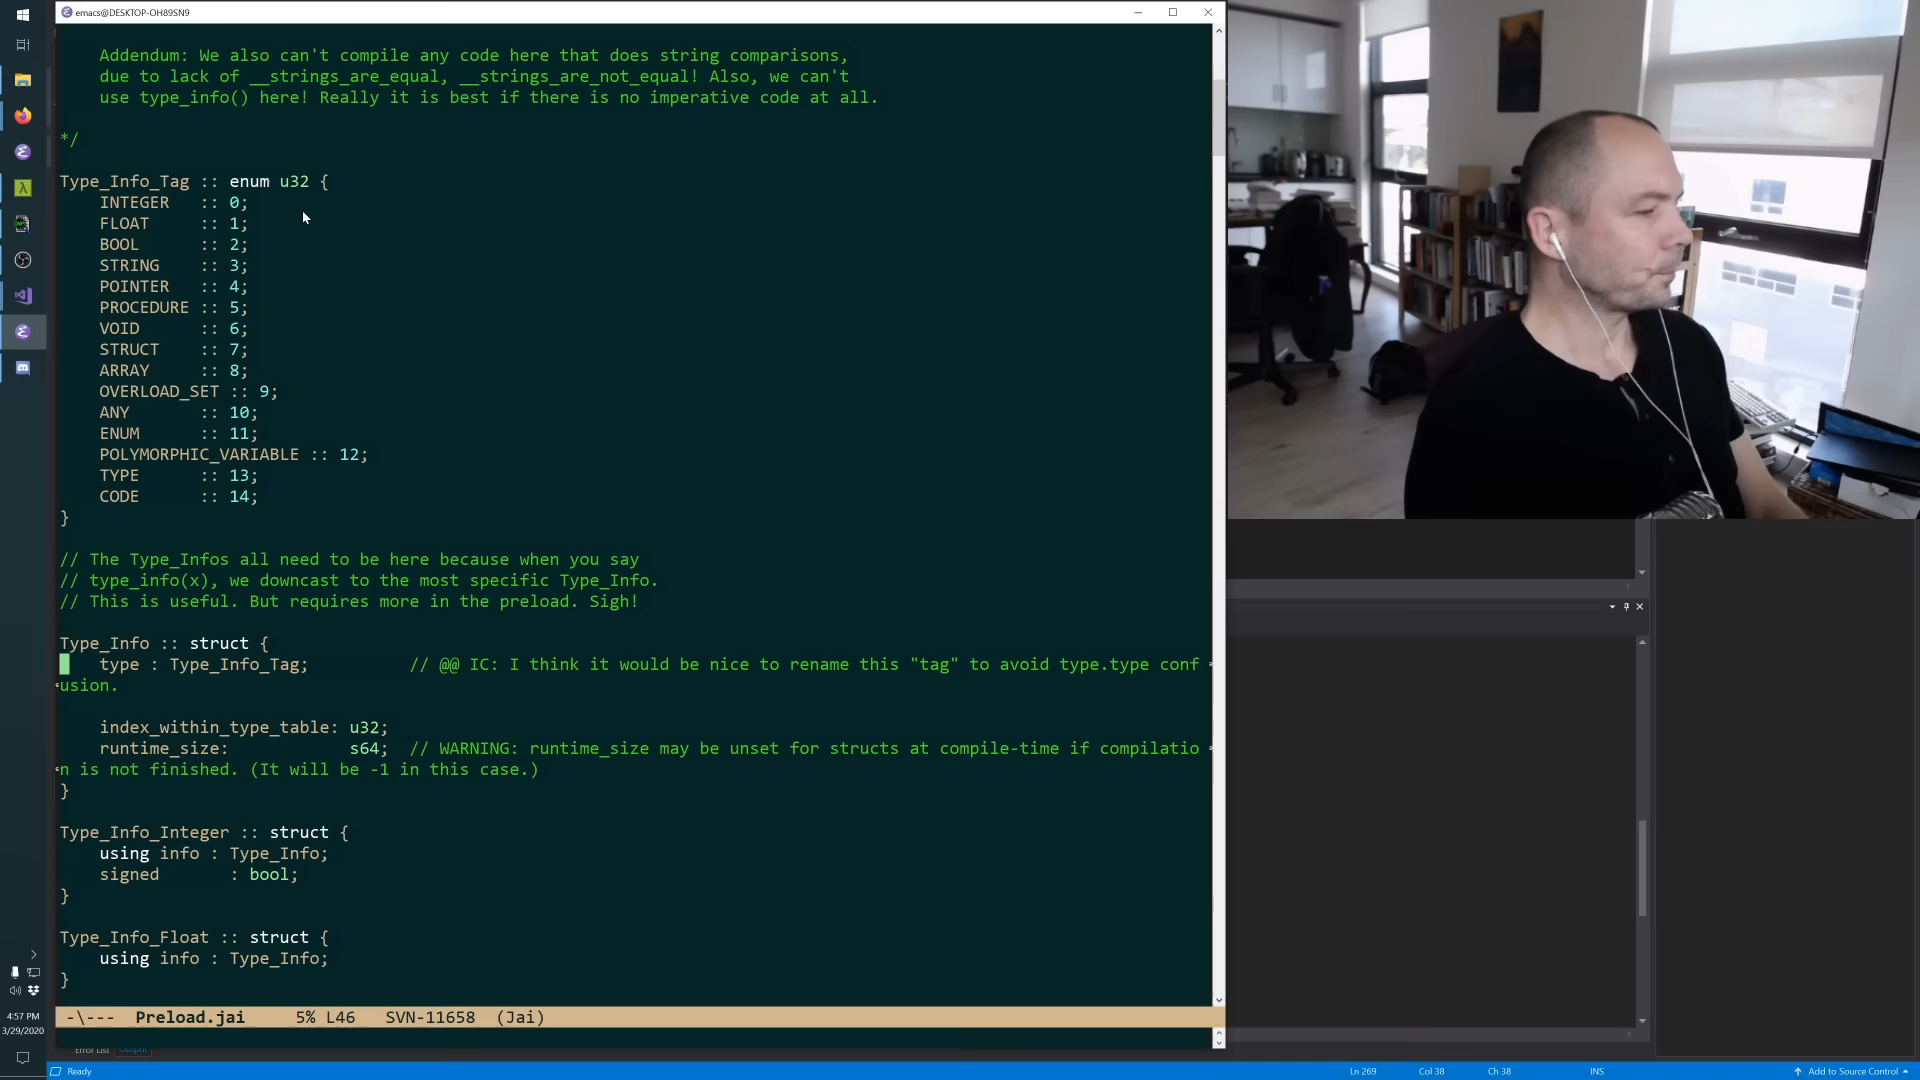 emacs@DESKTOP-OH89SN9
Addendum: We also can't compile any code here that does string comparisons,
due to lack of __strings_are_equal, __strings_are_not_equal! Also, we can't
use type_info() here! Really it is best if there is no imperative code at all.
*/
Type_Info_Tag :: enum u32 {
INTEGER :: 0;
FLOAT :: 1;
BOOL :: 2;
STRING :: 3;
POINTER :: 4;
PROCEDURE :: 5;
VOID :: 6;
STRUCT :: 7;
ARRAY :: 8;
OVERLOAD_SET :: 9;
ANY :: 10;
ENUM :: 11;
POLYMORPHIC_VARIABLE :: 12;
TYPE :: 13;
CODE :: 14;
}
// The Type_Infos all need to be here because when you say
// type_info(x), we downcast to the most specific Type_Info.
// This is useful. But requires more in the preload. Sigh!
Type_Info :: struct {
type : Type_Info_Tag; // @@ IC: I think it would be nice to rename this "tag" to avoid type.type conf
usion.
index_within_type_table: u32;
runtime_size: s64; // WARNING: runtime_size may be unset for structs at compile-time if compilatio
n is not finished. (It will be -1 in this case.)
}
Type_Info_Integer :: struct {
using info : Type_Info;
signed : bool;
}
Type_Info_Float :: struct {
using info : Type_Info;
}
-\--- Preload.jai 5% L46 SVN-11658 (Jai)
4:57 PM
3/29/2020
Error List Output
Ready Ln 269 Col 38 Ch 38 INS Add to Source Control